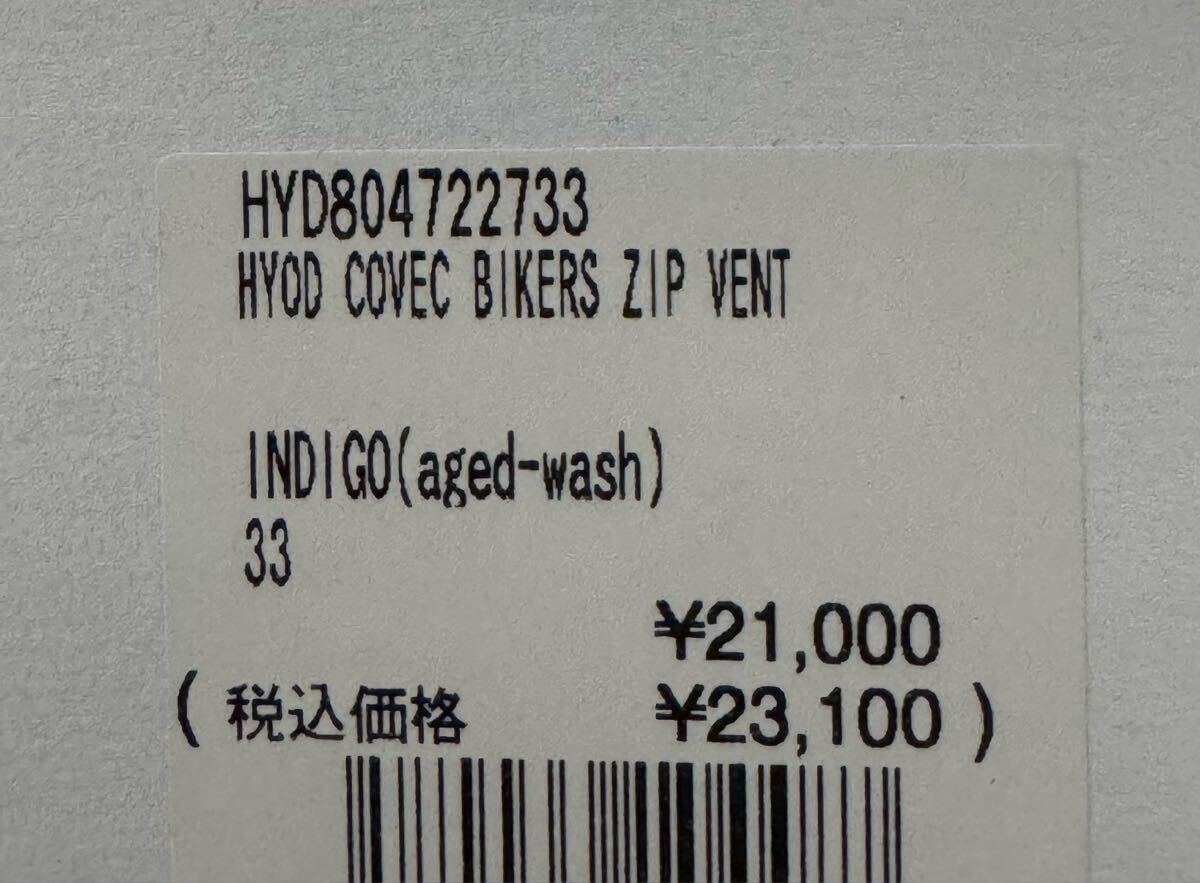 HYD804722733
HYOD COVEC BIKERS ZIP VENT
INDIGO(aged-wash)
33
¥21,000
(税込価格 ¥23,100)